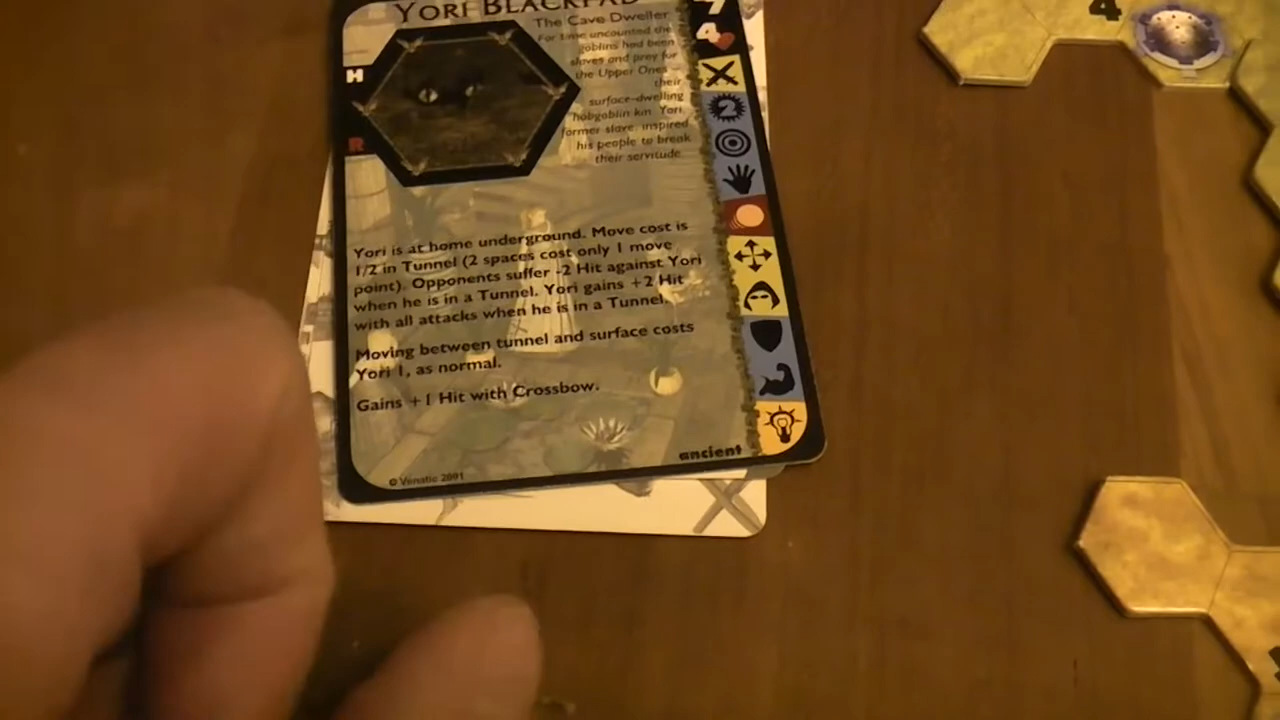 YORI BLACKPAD
The Cave Dweller
For time uncounted the
goblins had been
slaves and prey for
the Upper Ones –
their
surface-dwelling
hobgoblin kin. Yori,
former slave, inspired
his people to break
their servitude.
H
R
4
2
Yori is at home underground. Move cost is
1/2 in Tunnel (2 spaces cost only 1 move
point). Opponents suffer -2 Hit against Yori
when he is in a Tunnel. Yori gains +2 Hit
with all attacks when he is in a Tunnel.
Moving between tunnel and surface costs
Yori 1, as normal.
Gains +1 Hit with Crossbow.
ancient
© Venatic 2001
4